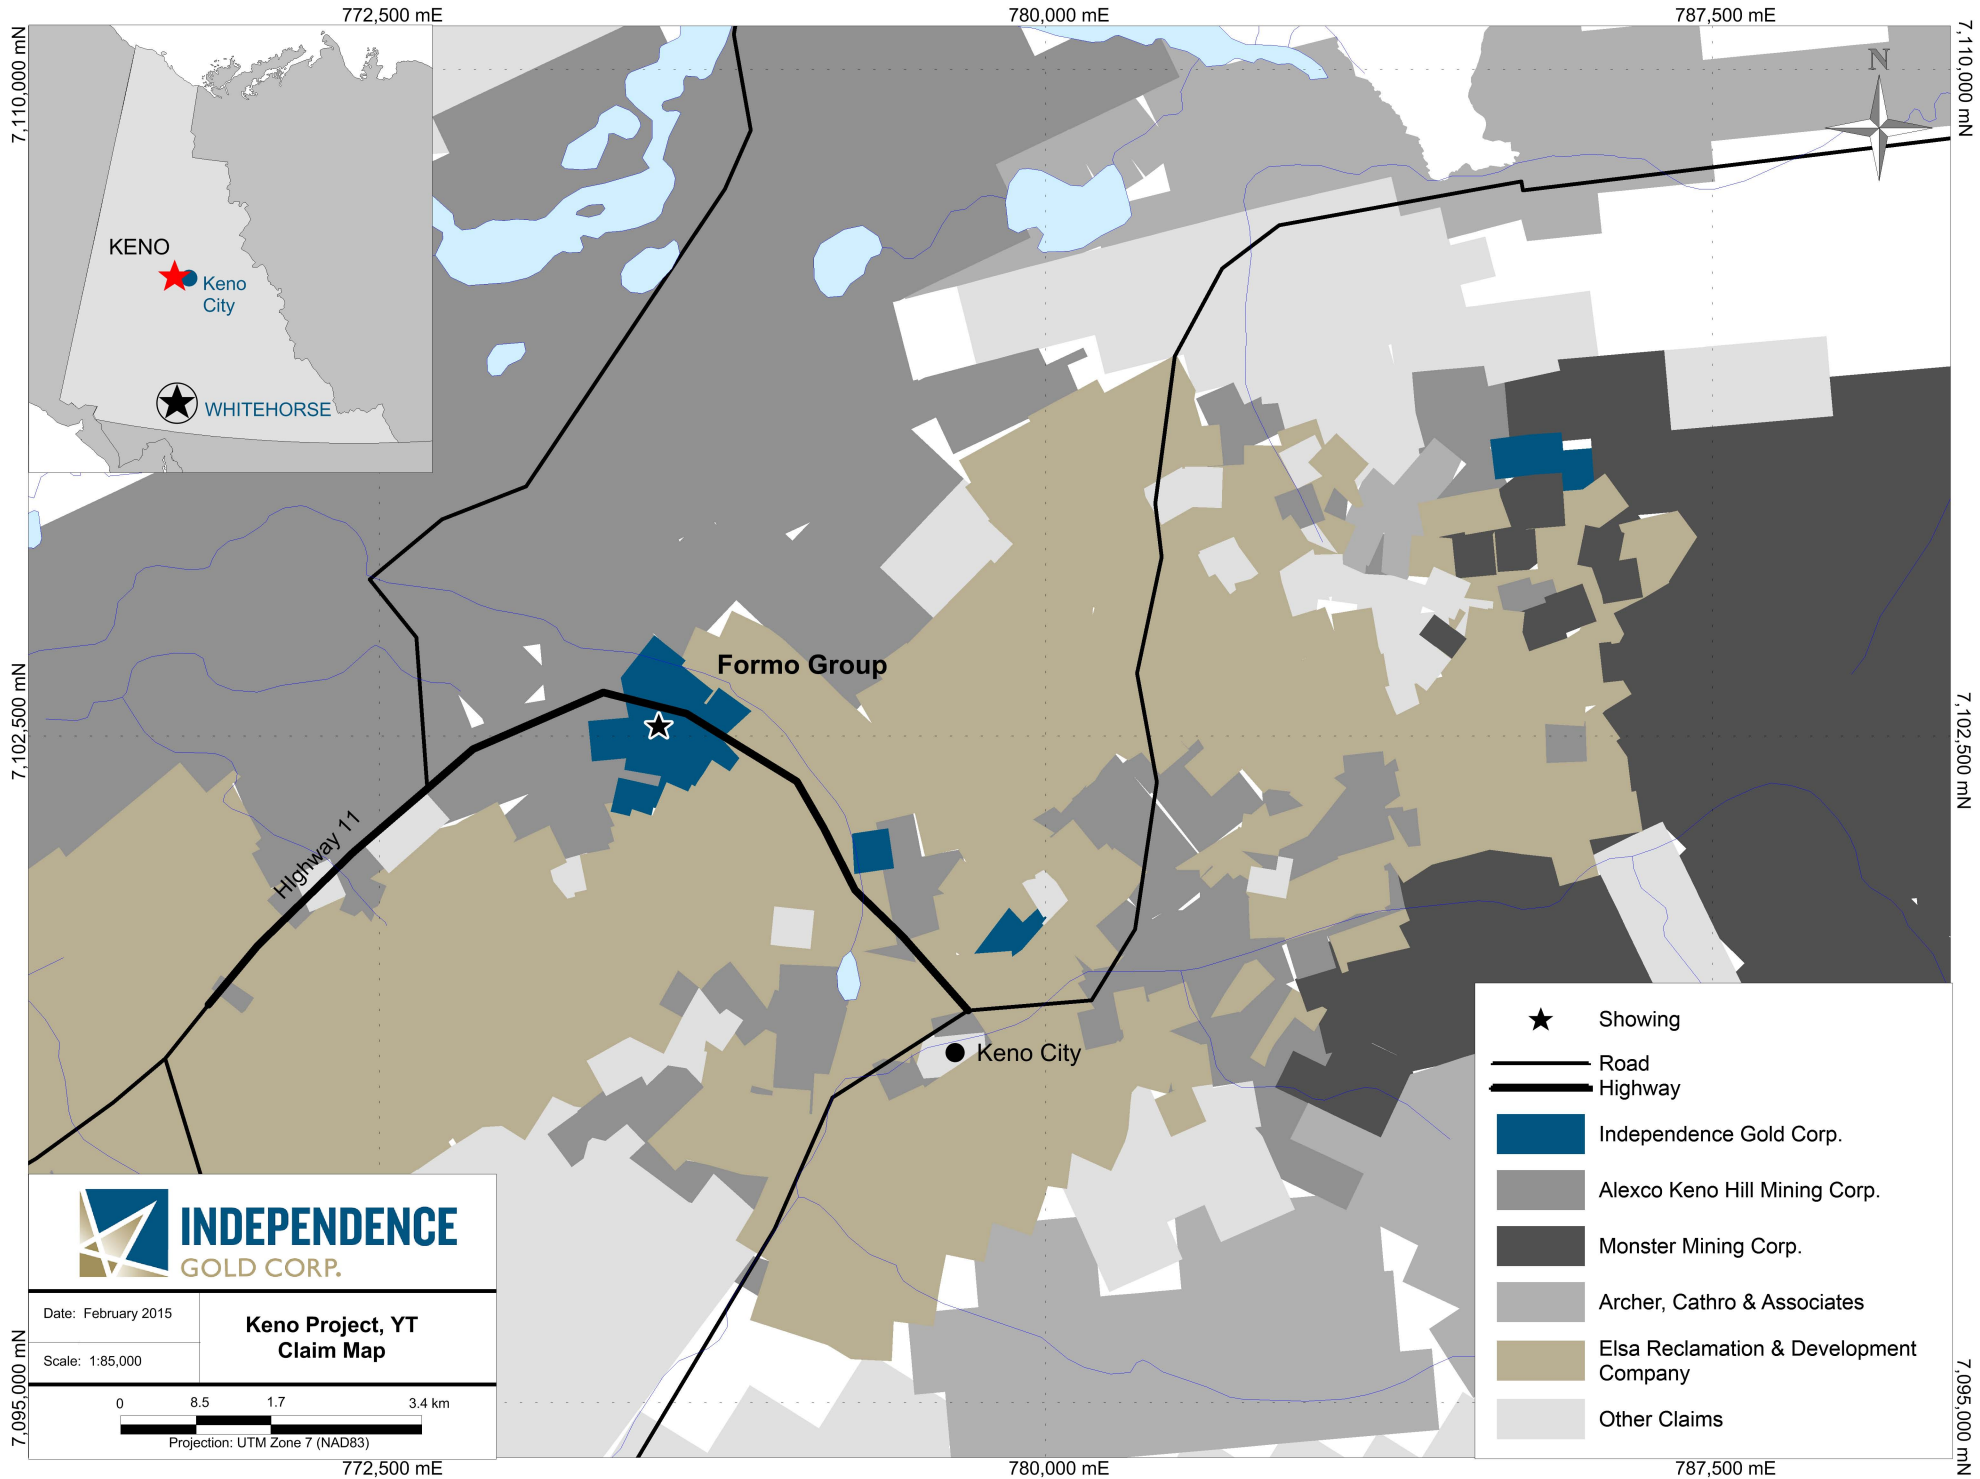 772,500 mE
780,000 mE
787,500 mE
7,110,000 mN
7,110,000 mN
N
KENO
Keno
City
WHITEHORSE
Formo Group
7,102,500 mN
7,102,500 mN
HIghway 11
Keno City
Showing
Road
Highway
Independence Gold Corp.
Alexco Keno Hill Mining Corp.
Monster Mining Corp.
Archer, Cathro & Associates
Elsa Reclamation & Development
Company
Other Claims
INDEPENDENCE
GOLD CORP.
Date: February 2015
Scale: 1:85,000
Keno Project, YT
Claim Map
0 8.5 1.7 3.4 km
Projection: UTM Zone 7 (NAD83)
7,095,000 mN
7,095,000 mN
772,500 mE
780,000 mE
787,500 mE